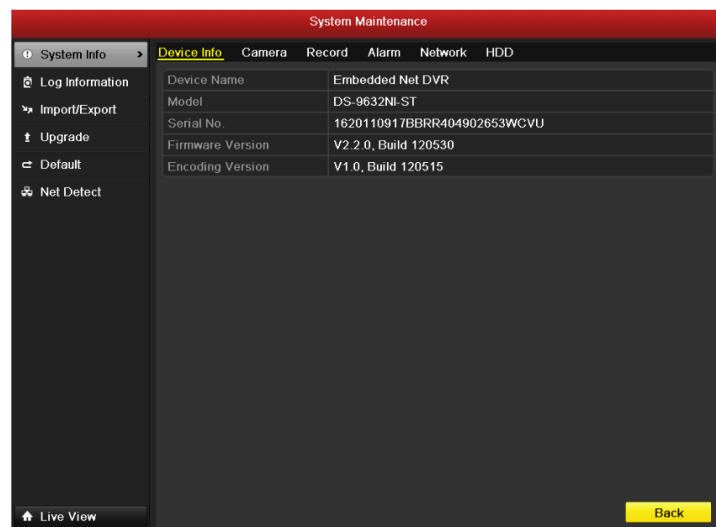 System Maintenance
System Info >
Log Information
Import/Export
Upgrade
Default
Net Detect
Live View
Device Info Camera Record Alarm Network HDD
Device Name Embedded Net DVR
Model DS-9632NI-ST
Serial No. 1620110917BBRR404902653WCVU
Firmware Version V2.2.0, Build 120530
Encoding Version V1.0, Build 120515
Back